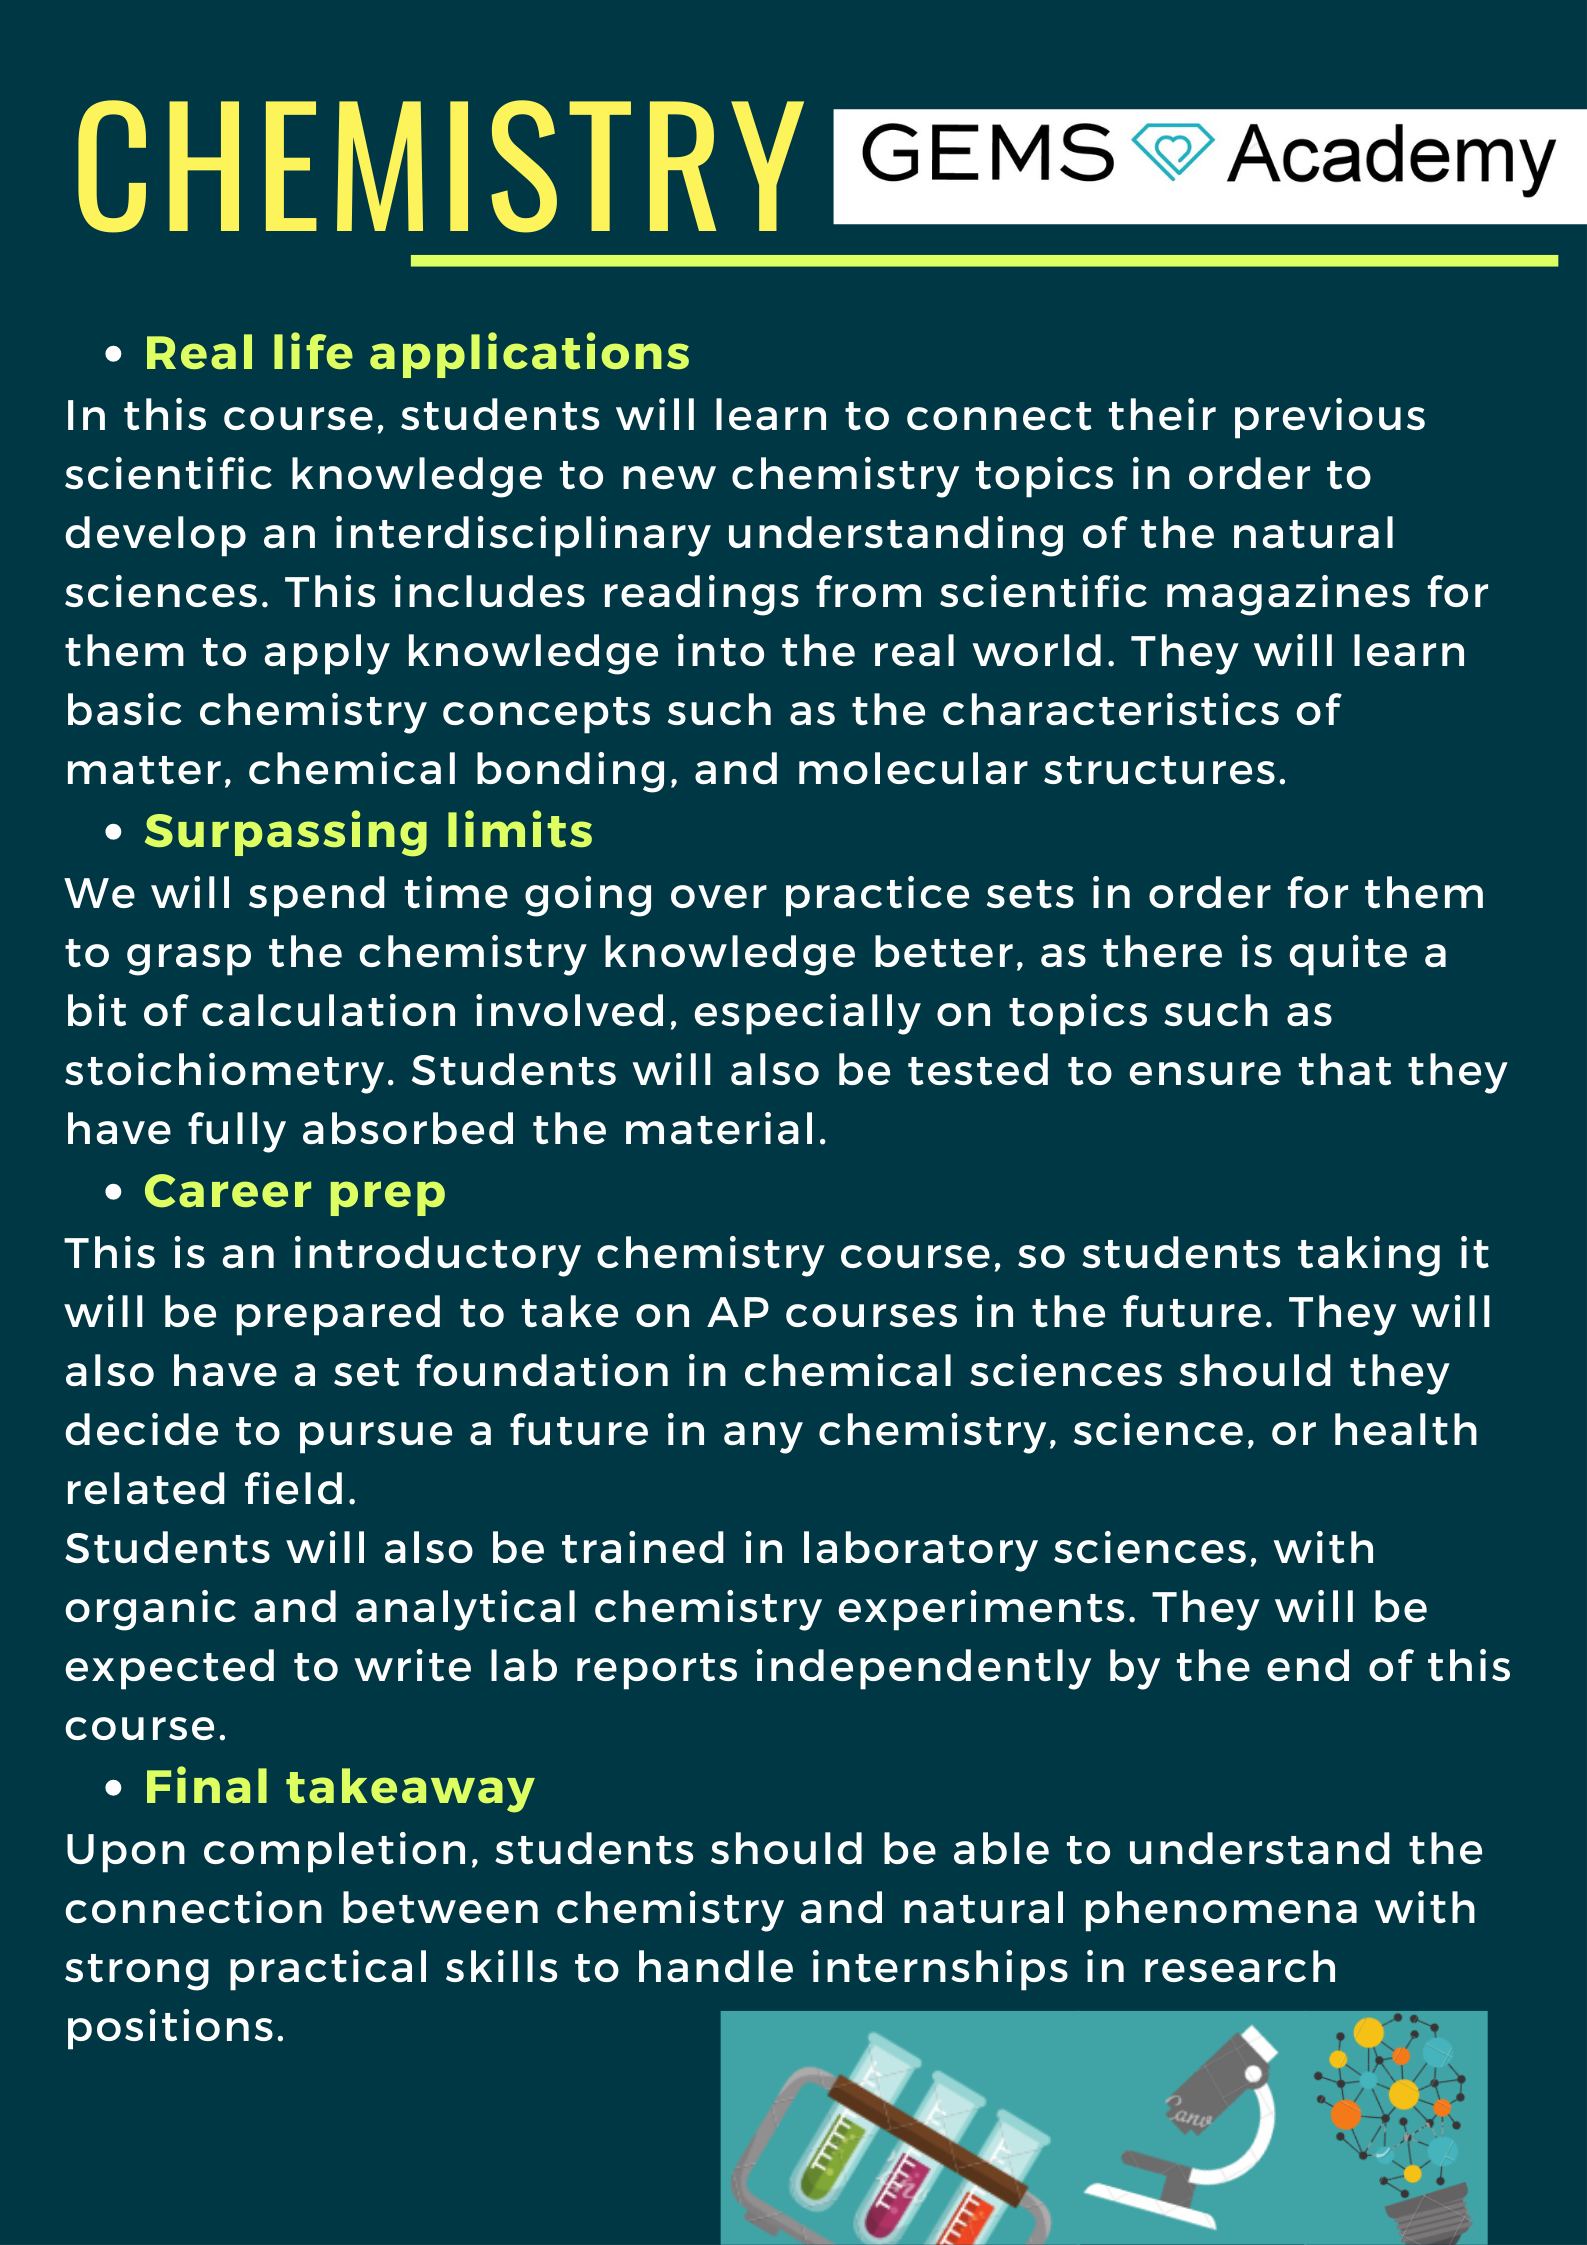 CHEMISTRY
GEMS Academy
• Real life applications
In this course, students will learn to connect their previous
scientific knowledge to new chemistry topics in order to
develop an interdisciplinary understanding of the natural
sciences. This includes readings from scientific magazines for
them to apply knowledge into the real world. They will learn
basic chemistry concepts such as the characteristics of
matter, chemical bonding, and molecular structures.
• Surpassing limits
We will spend time going over practice sets in order for them
to grasp the chemistry knowledge better, as there is quite a
bit of calculation involved, especially on topics such as
stoichiometry. Students will also be tested to ensure that they
have fully absorbed the material.
• Career prep
This is an introductory chemistry course, so students taking it
will be prepared to take on AP courses in the future. They will
also have a set foundation in chemical sciences should they
decide to pursue a future in any chemistry, science, or health
related field.
Students will also be trained in laboratory sciences, with
organic and analytical chemistry experiments. They will be
expected to write lab reports independently by the end of this
course.
• Final takeaway
Upon completion, students should be able to understand the
connection between chemistry and natural phenomena with
strong practical skills to handle internships in research
positions.